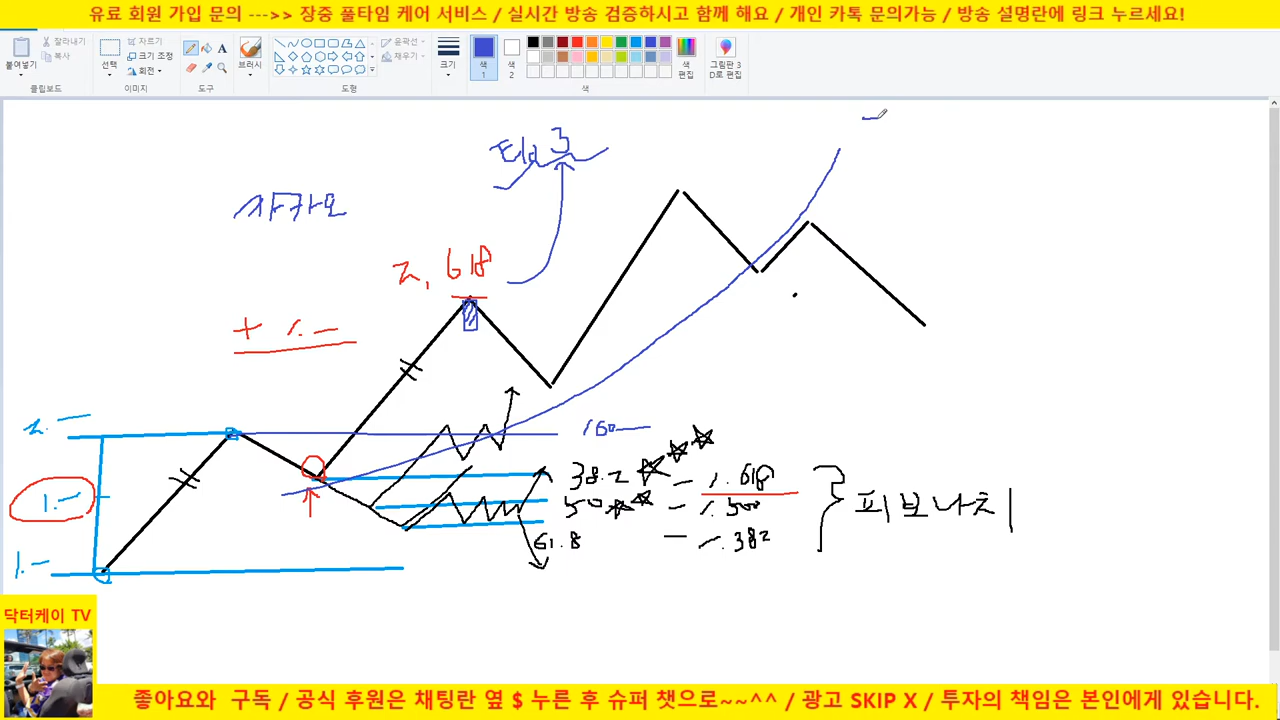 유료 회원 가입 문의 --->> 장중 풀타임 케어 서비스 / 실시간 방송 검증하시고 함께 해요 / 개인 카톡 문의가능 / 방송 설명란에 링크 누르세요!
붙여넣기
잘라내기
복사
클립보드
선택
자르기
크기 조정
회전
이미지
도구
브러시
도형
윤곽선
채우기
크기
색 1
색 2
색 편집
색
그림판 3D로 편집
3
사카모
2,618
38.2
- 1.618
50
- 1.500
61.8
- 1.382
피보나치
닥터케이 TV
좋아요와 구독 / 공식 후원은 채팅란 옆 $ 누른 후 슈퍼 챗으로~~^^ / 광고 SKIP X / 투자의 책임은 본인에게 있습니다.